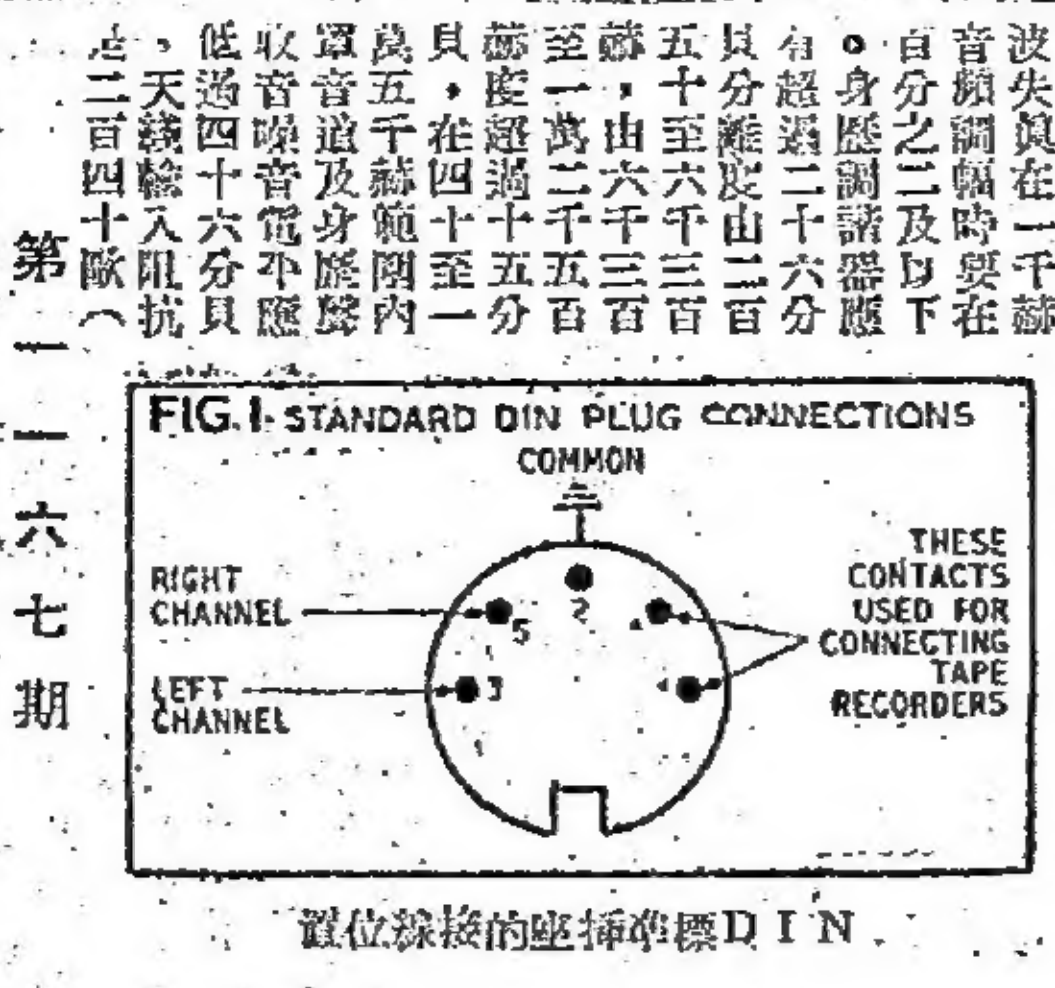 波失眞在一千赫
音頻調幅時要在
百分之二及以下
。身歷調諧器應
有超過二十六分
貝分離度由二百
五十至六千三百
赫，由六千三百
至一萬二千五百
赫度超過十五分
貝，在四十至一
萬五千赫範圍內
單音道及身歷聲
收音噪音電平應
低過四十六分貝
，天綫輸入阻抗
是二百四十歐（
第一一六七期
FIG.1. STANDARD DIN PLUG CONNECTIONS
COMMON
RIGHT
CHANNEL
LEFT
CHANNEL
5
2
3
THESE
CONTACTS
USED FOR
CONNECTING
TAPE
RECORDERS
DIN標準插座的接綫位置